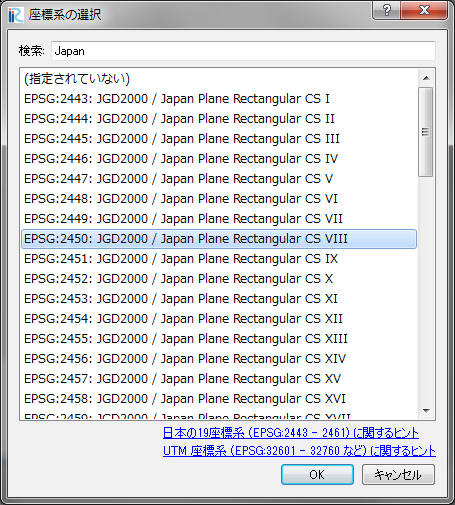 座標系の選択
検索: Japan
(指定されていない)
EPSG:2443: JGD2000 / Japan Plane Rectangular CS I
EPSG:2444: JGD2000 / Japan Plane Rectangular CS II
EPSG:2445: JGD2000 / Japan Plane Rectangular CS III
EPSG:2446: JGD2000 / Japan Plane Rectangular CS IV
EPSG:2447: JGD2000 / Japan Plane Rectangular CS V
EPSG:2448: JGD2000 / Japan Plane Rectangular CS VI
EPSG:2449: JGD2000 / Japan Plane Rectangular CS VII
EPSG:2450: JGD2000 / Japan Plane Rectangular CS VIII
EPSG:2451: JGD2000 / Japan Plane Rectangular CS IX
EPSG:2452: JGD2000 / Japan Plane Rectangular CS X
EPSG:2453: JGD2000 / Japan Plane Rectangular CS XI
EPSG:2454: JGD2000 / Japan Plane Rectangular CS XII
EPSG:2455: JGD2000 / Japan Plane Rectangular CS XIII
EPSG:2456: JGD2000 / Japan Plane Rectangular CS XIV
EPSG:2457: JGD2000 / Japan Plane Rectangular CS XV
EPSG:2458: JGD2000 / Japan Plane Rectangular CS XVI
EPSG:2459: JGD2000 / Japan Plane Rectangular CS XVII
日本の19座標系 (EPSG:2443 - 2461) に関するヒント
UTM 座標系 (EPSG:32601 - 32760 など)に関するヒント
OK キャンセル